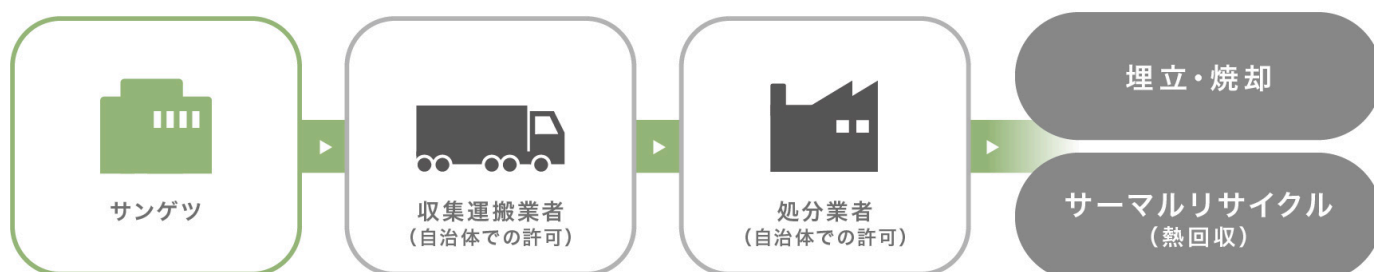 サンゲツ
収集運搬業者
(自治体での許可)
処分業者
(自治体での許可)
埋立・焼却
サーマルリサイクル
(熱回収)